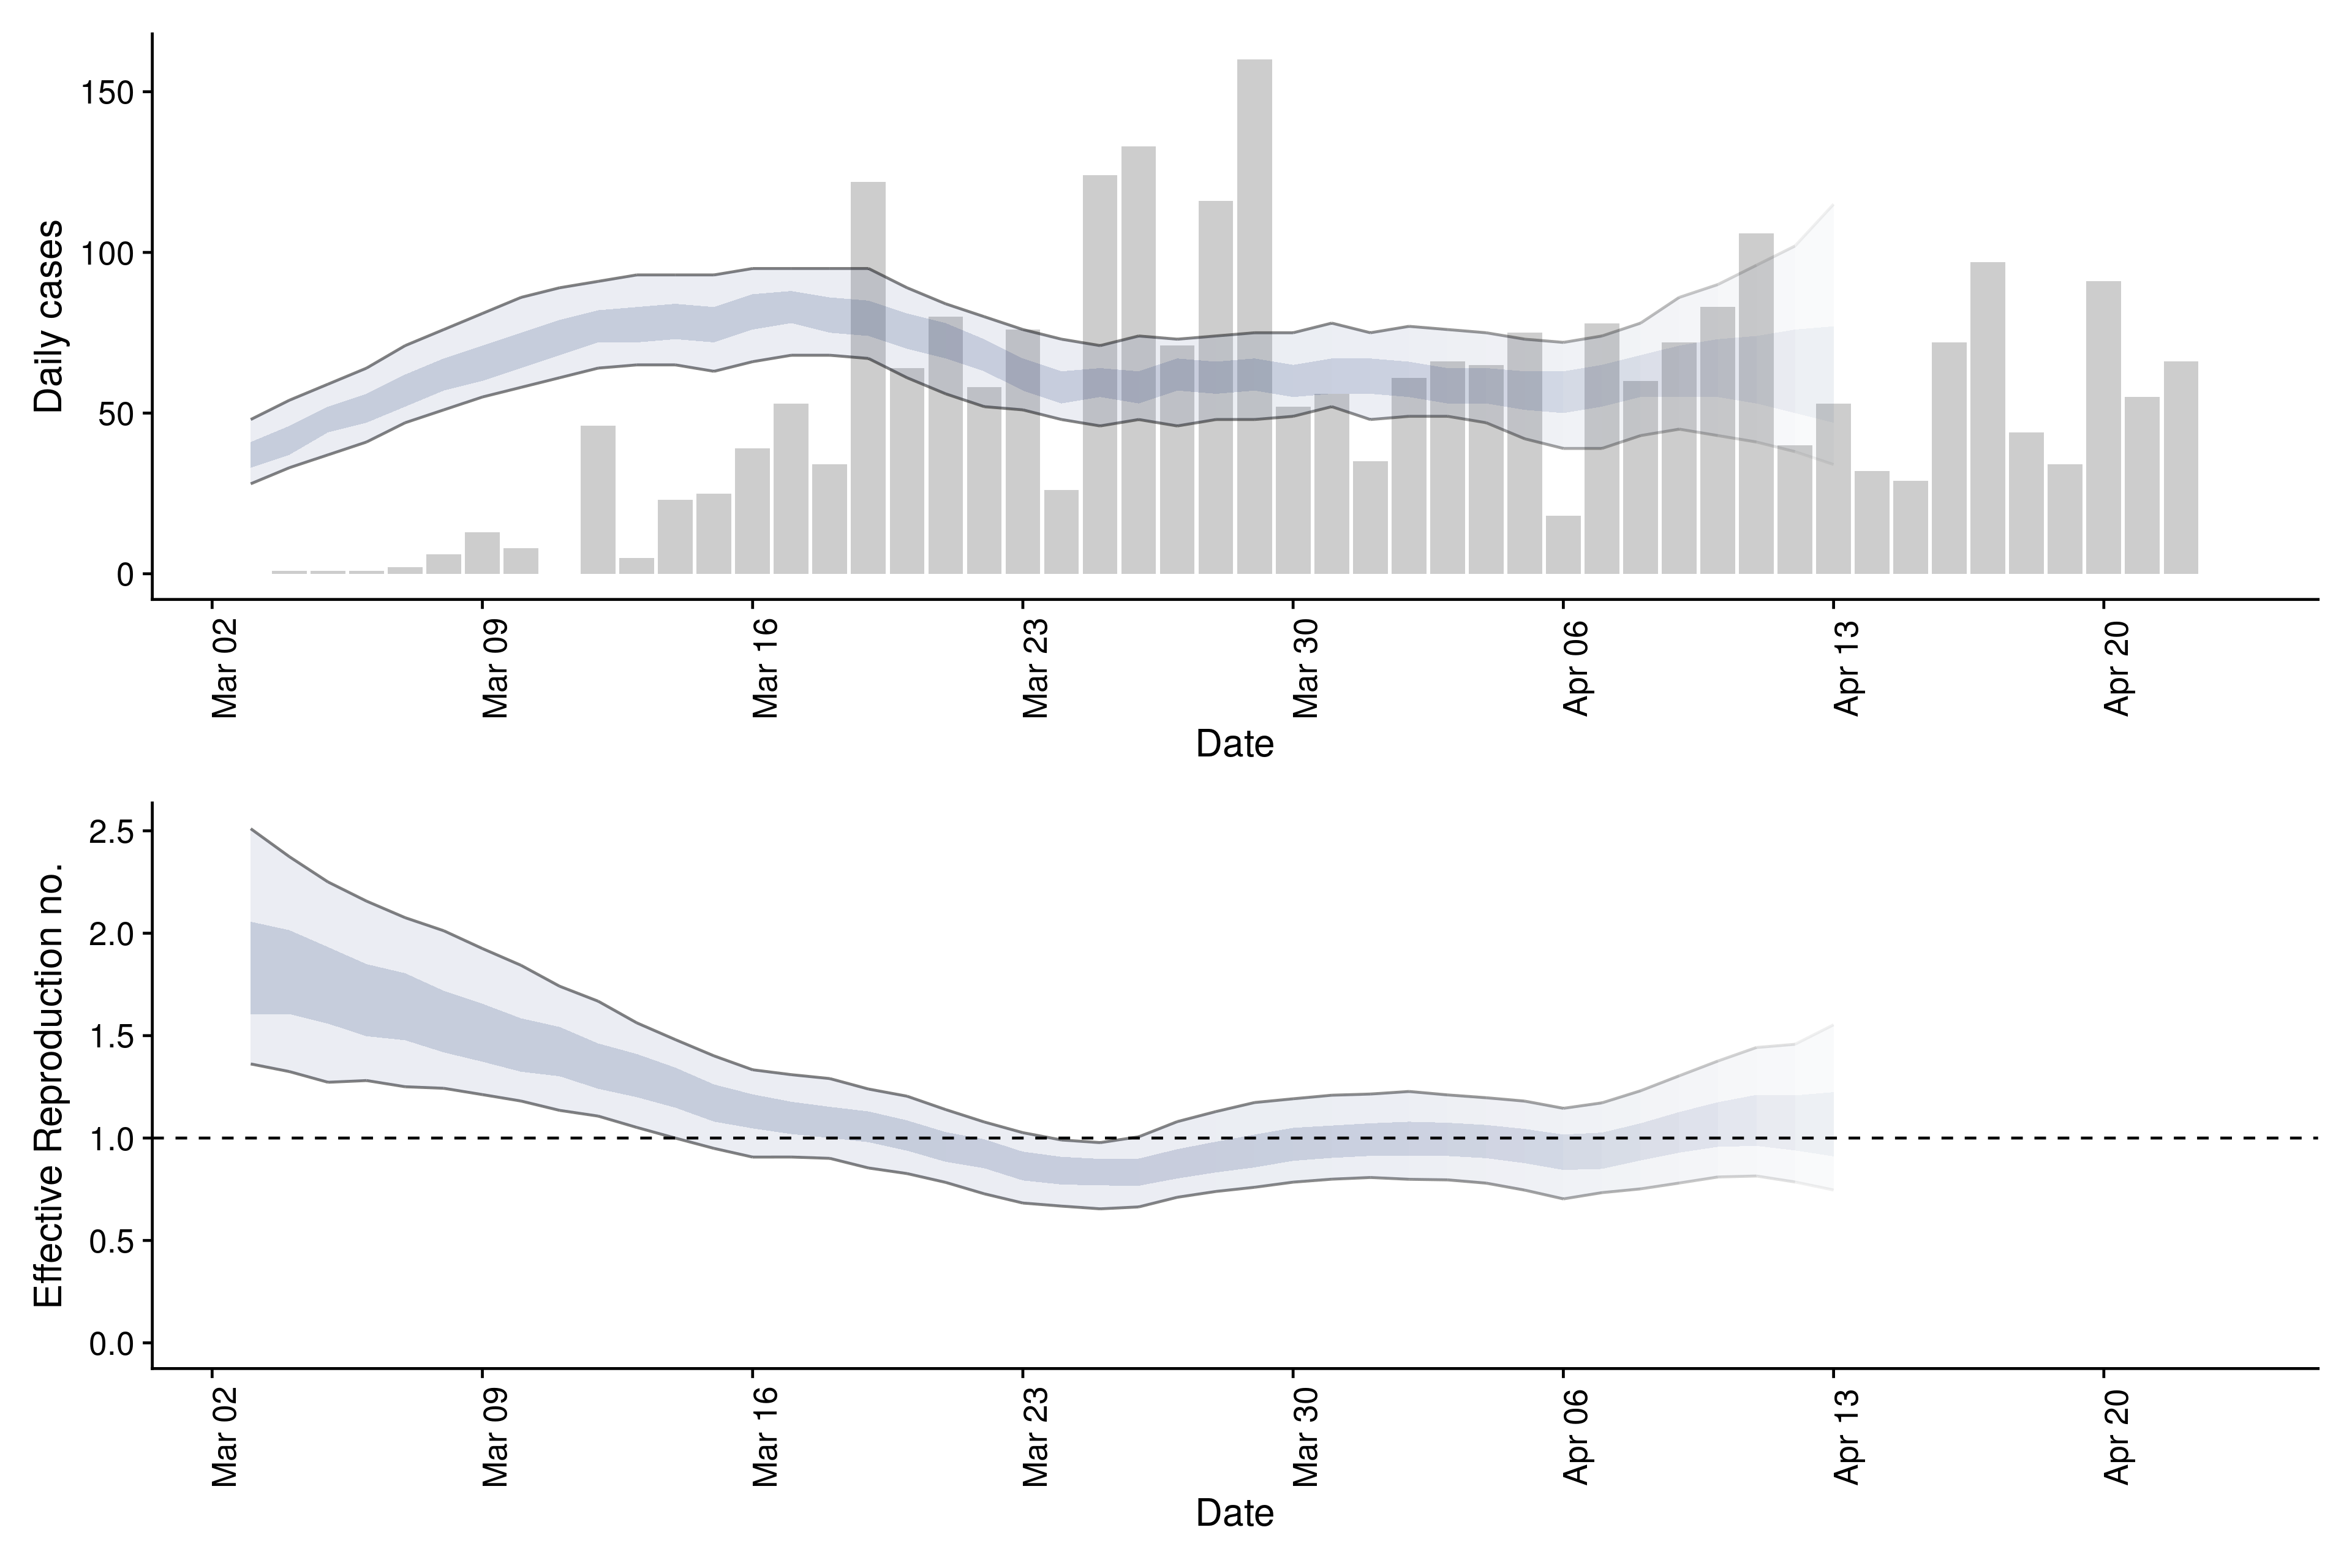 Daily cases
150
100
50
0
Mar 02
Mar 09
Mar 16
Mar 23
Mar 30
Apr 06
Apr 13
Apr 20
Date
Effective Reproduction no.
2.5
2.0
1.5
1.0
0.5
0.0
Mar 02
Mar 09
Mar 16
Mar 23
Mar 30
Apr 06
Apr 13
Apr 20
Date